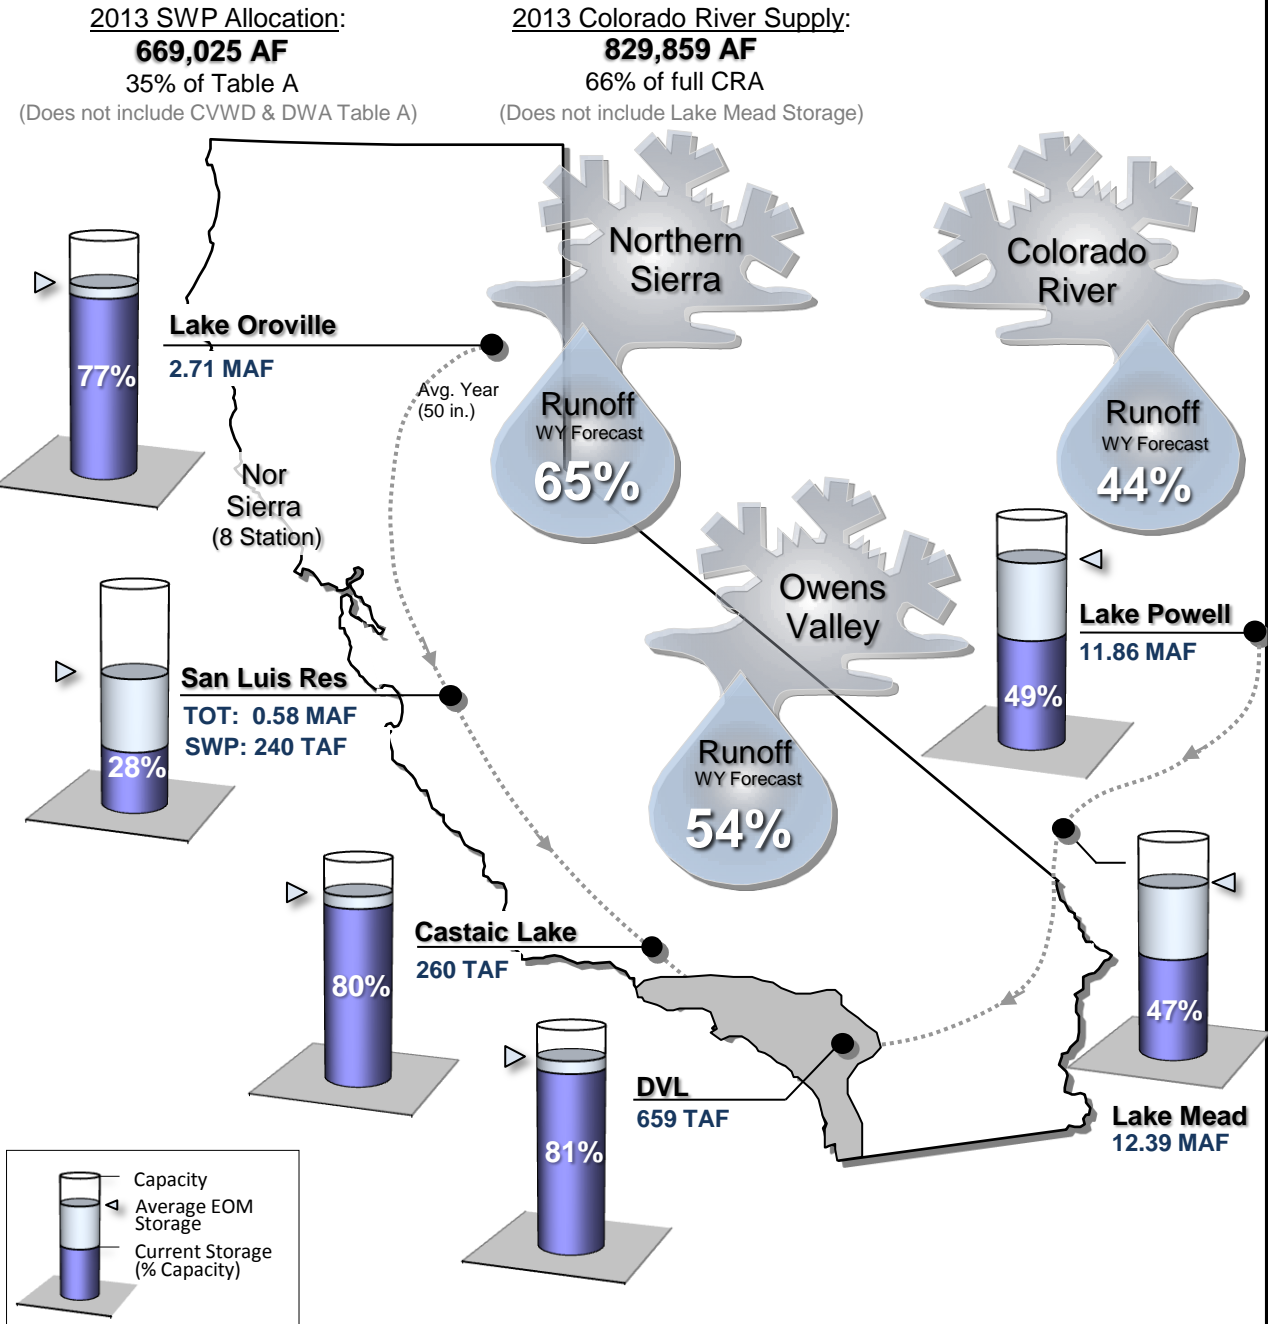 2013 SWP Allocation:
669,025 AF
35% of Table A
(Does not include CVWD & DWA Table A)
2013 Colorado River Supply:
829,859 AF
66% of full CRA
(Does not include Lake Mead Storage)
Northern
Sierra
Colorado
River
Lake Oroville
2.71 MAF
77%
Avg. Year
(50 in.)
Runoff
WY Forecast
65%
Runoff
WY Forecast
44%
Nor
Sierra
(8 Station)
Owens
Valley
Lake Powell
11.86 MAF
49%
San Luis Res
TOT: 0.58 MAF
SWP: 240 TAF
28%
Runoff
WY Forecast
54%
Castaic Lake
260 TAF
80%
47%
DVL
659 TAF
81%
Lake Mead
12.39 MAF
Capacity
Average EOM
Storage
Current Storage
(% Capacity)